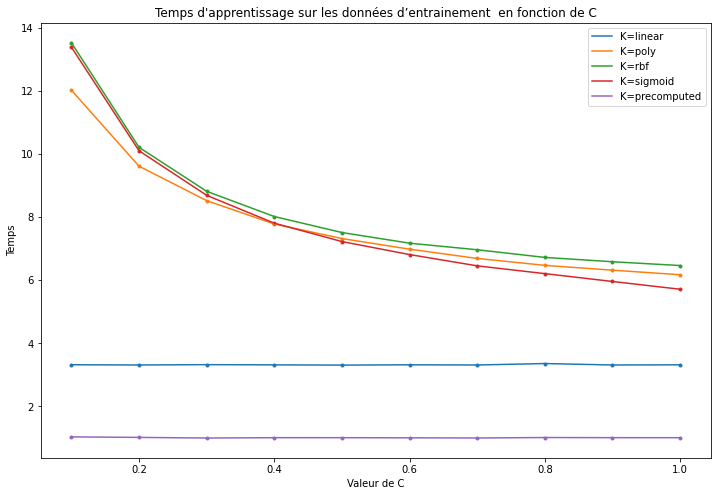 Temps d'apprentissage sur les données d’entrainement  en fonction de C
K=linear
K=poly
K=rbf
K=sigmoid
K=precomputed
14
12
10
8
6
4
2
Temps
0.2
0.4
0.6
0.8
1.0
Valeur de C